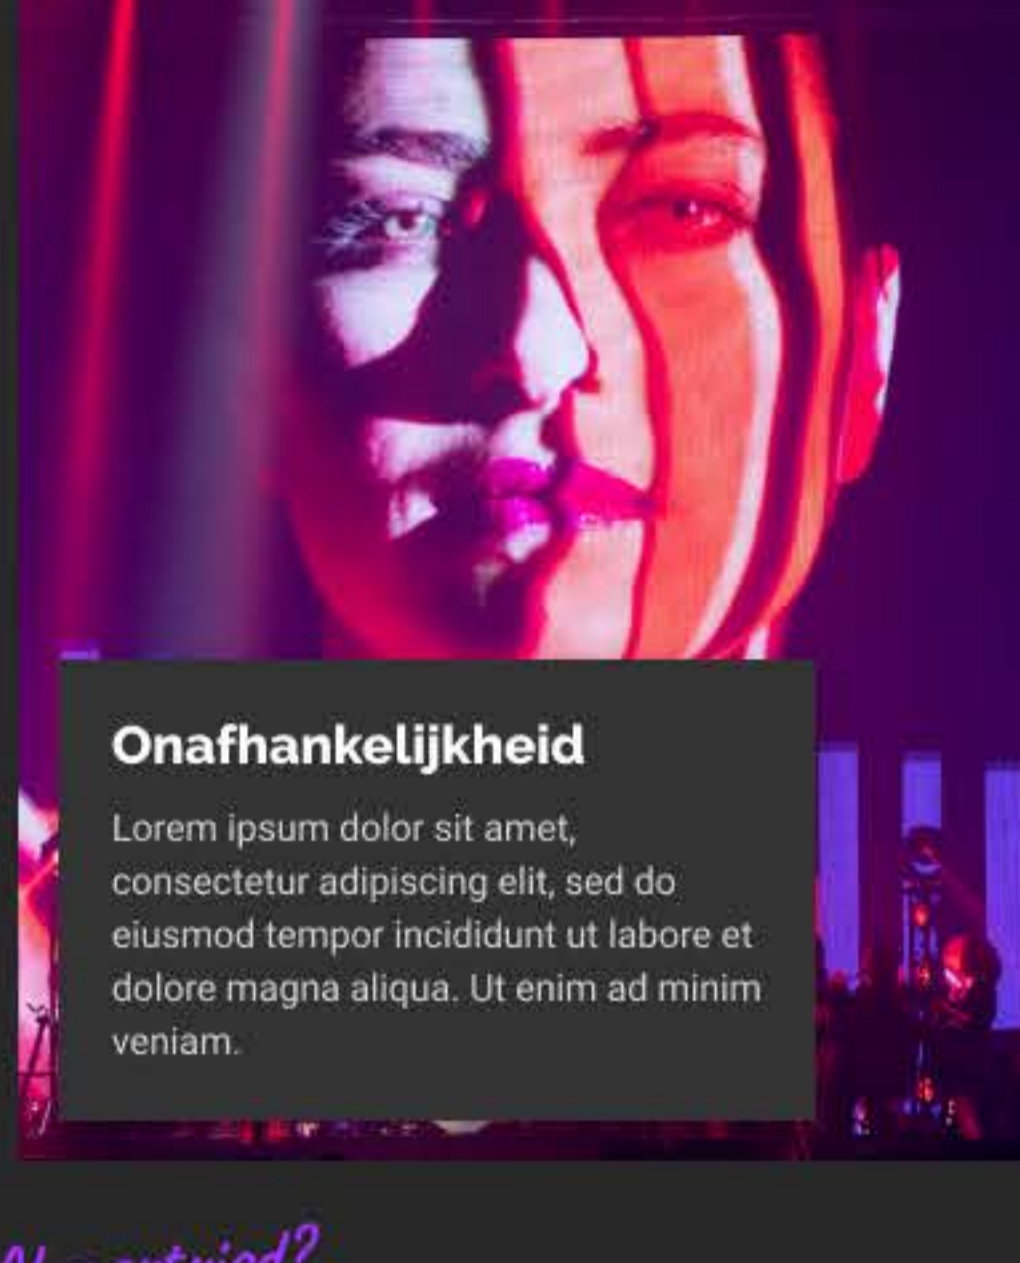 Onafhankelijkheid
Lorem ipsum dolor sit amet,
consectetur adipiscing elit, sed do
eiusmod tempor incididunt ut labore et
dolore magna aliqua. Ut enim ad minim
veniam.